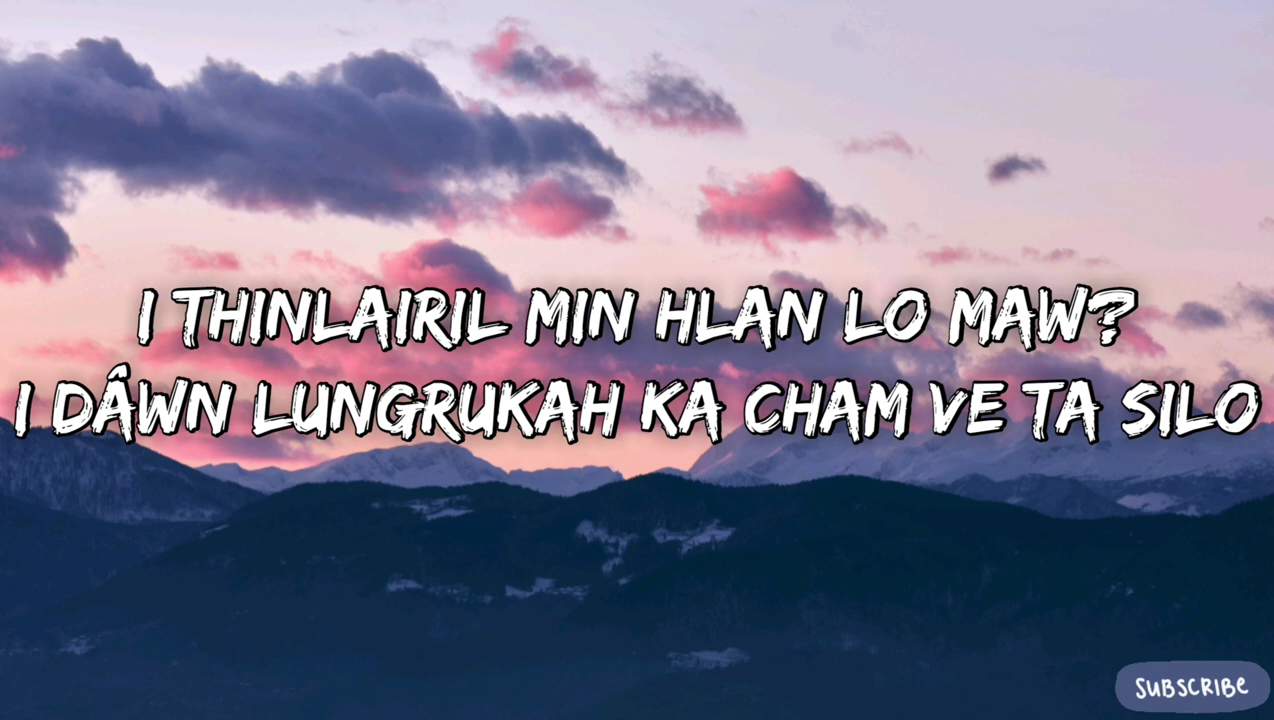 I THINLAIRIL MIN HLAN LO MAW?
I DÂWN LUNGRUKAH KA CHAM VE TA SILO
SUBSCRIBE